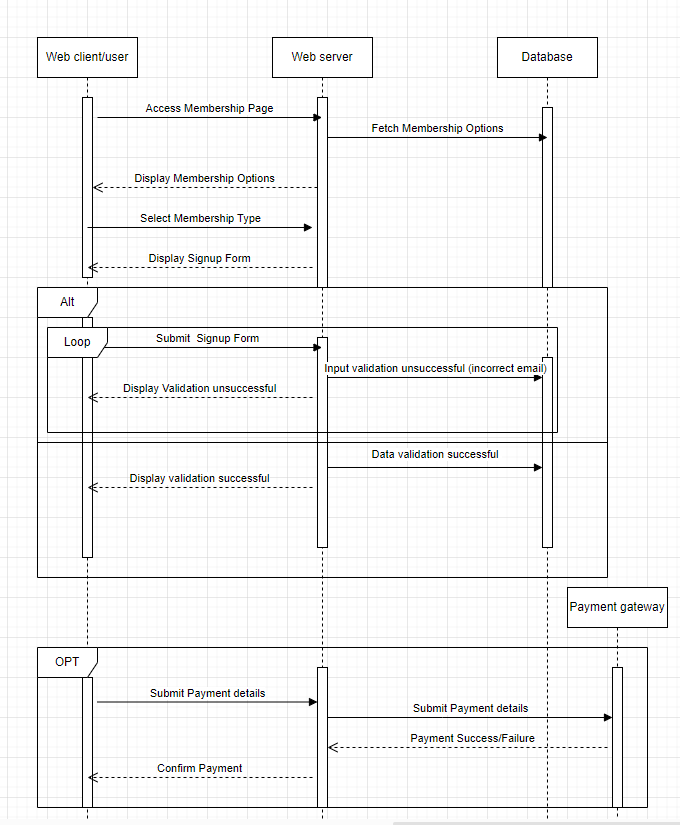 Web client/user
Web server
Database
Access Membership Page
Fetch Membership Options
Display Membership Options
Select Membership Type
Display Signup Form
Alt
Loop
Submit  Signup Form
Input validation unsuccessful (incorrect email)
Display Validation unsuccessful
Data validation successful
Display validation successful
Payment gateway
OPT
Submit Payment details
Submit Payment details
Payment Success/Failure
Confirm Payment